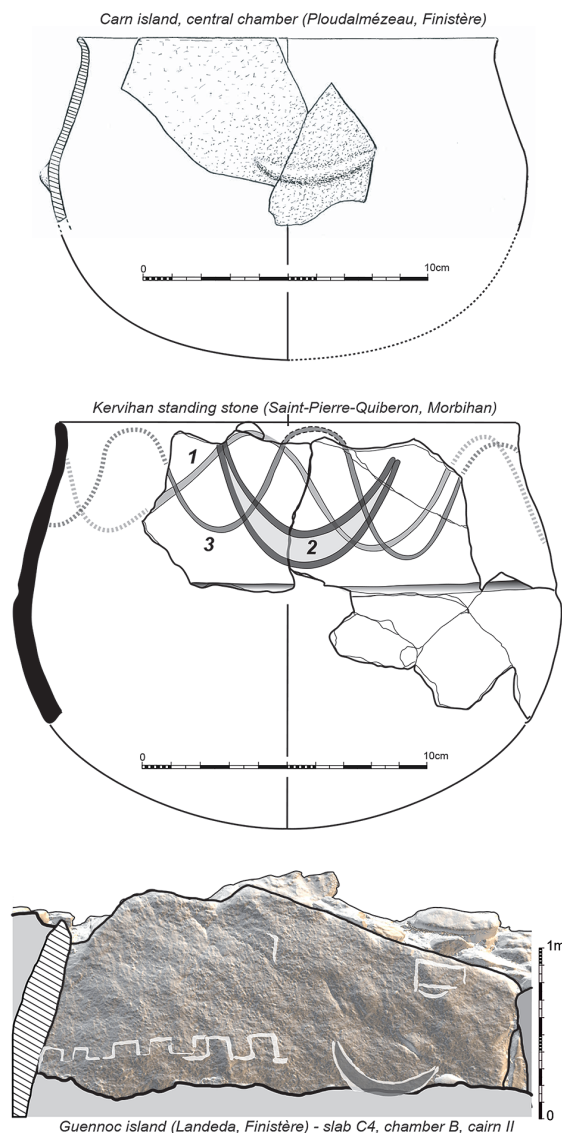 Carn island, central chamber (Ploudalmézeau, Finistère)
0 10cm
Kervihan standing stone (Saint-Pierre-Quiberon, Morbihan)
1
2
3
0 10cm
1m
0
Guennoc island (Landeda, Finistère) - slab C4, chamber B, cairn II